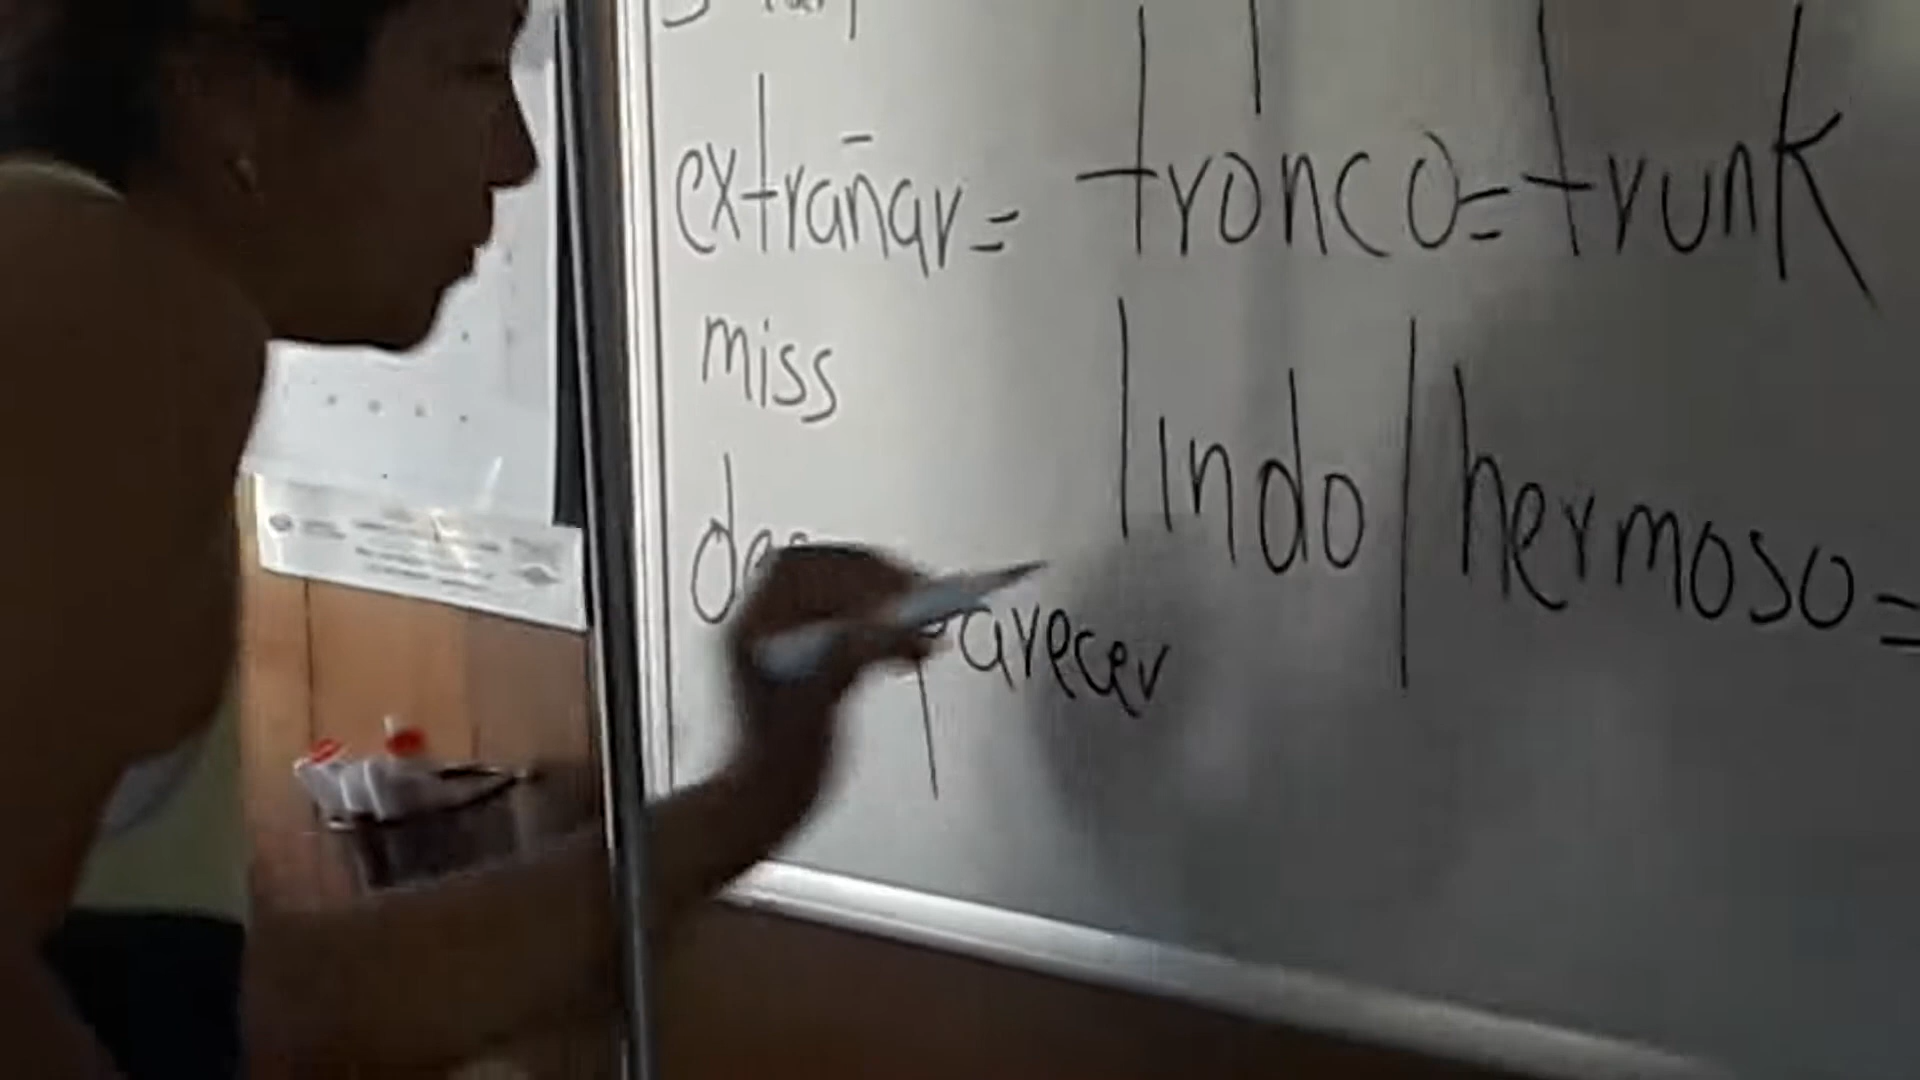 extrañar= tronco=trunk
miss
lindo/hermoso=
parecer